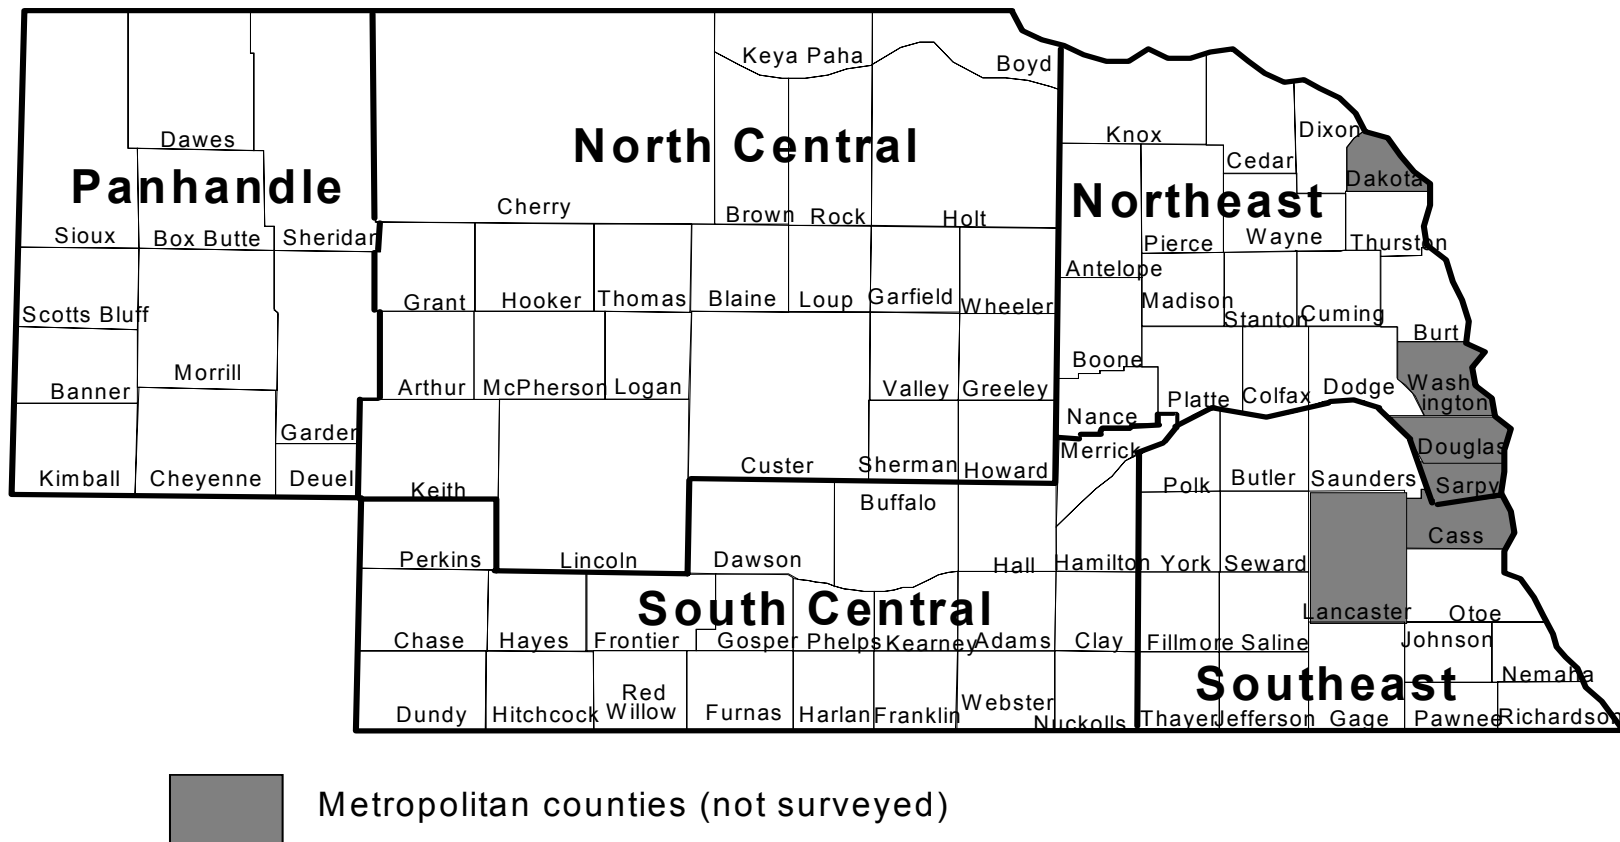 Keya Paha
Boyd
Knox
Dixon
Dawes
North Central
Cedar
Dakota
Panhandle
Northeast
Cherry
Brown
Rock
Holt
Sioux
Box Butte
Sheridan
Pierce
Wayne
Thurston
Antelope
Grant
Hooker
Thomas
Blaine
Loup
Garfield
Wheeler
Madison
Stanton
Cuming
Scotts Bluff
Burt
Morrill
Boone
Banner
Arthur
McPherson
Logan
Valley
Greeley
Platte
Colfax
Dodge
Wash
ington
Nance
Garden
Merrick
Douglas
Kimball
Cheyenne
Deuel
Keith
Custer
Sherman
Howard
Polk
Butler
Saunders
Sarpy
Buffalo
Cass
Perkins
Lincoln
Dawson
Hall
Hamilton
York
Seward
South Central
Lancaster
Otoe
Chase
Hayes
Frontier
Gosper
Phelps
Kearney
Adams
Clay
Fillmore
Saline
Johnson
Southeast
Nemaha
Dundy
Hitchcock
Red
Willow
Furnas
Harlan
Franklin
Webster
Nuckolls
Thayer
Jefferson
Gage
Pawnee
Richardson
Metropolitan counties (not surveyed)